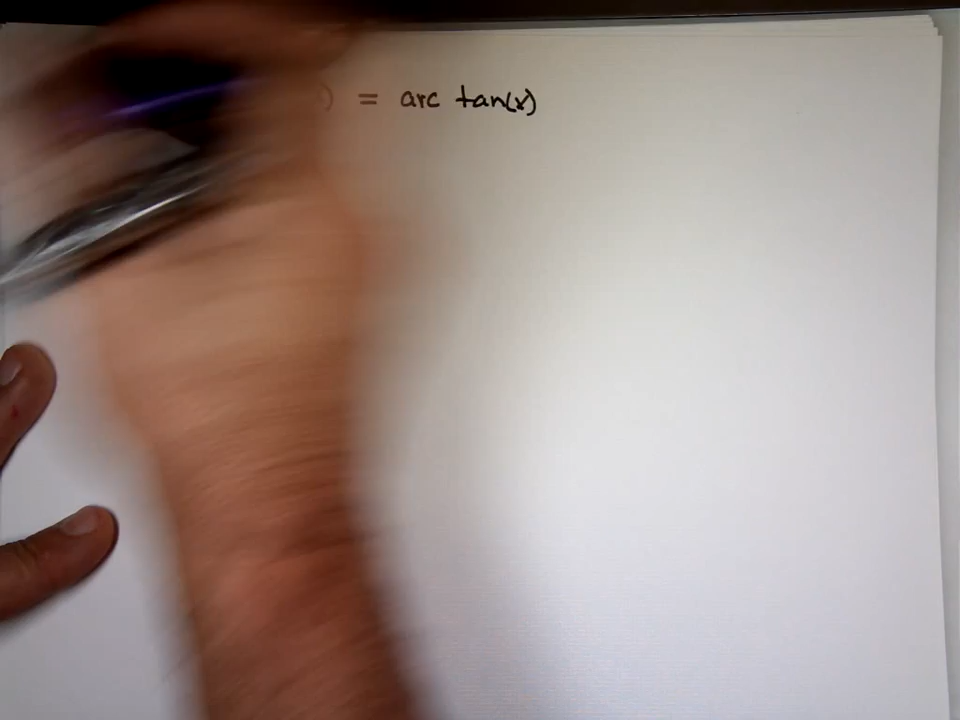 ) = arc tan(x)